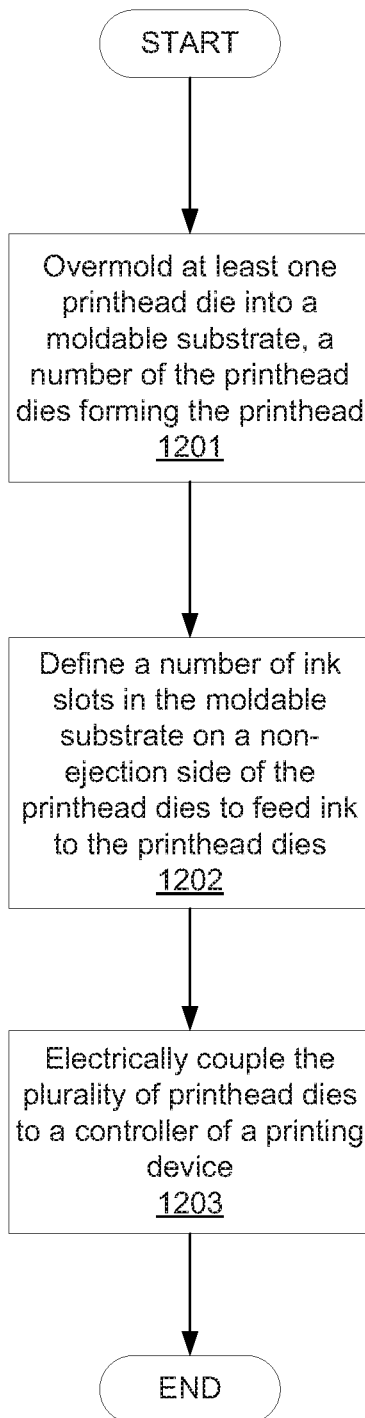 START
Overmold at least one
printhead die into a
moldable substrate, a
number of the printhead
dies forming the printhead
1201
Define a number of ink
slots in the moldable
substrate on a non-
ejection side of the
printhead dies to feed ink
to the printhead dies
1202
Electrically couple the
plurality of printhead dies
to a controller of a printing
device
1203
END